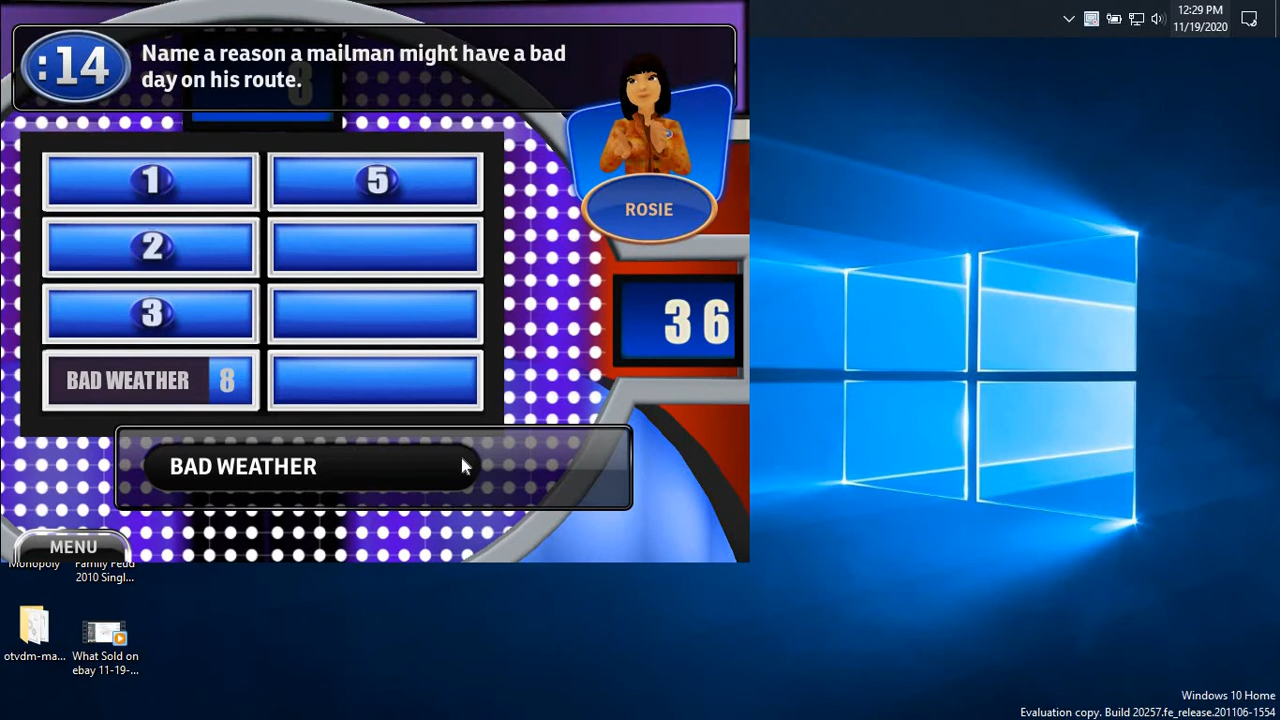 12:29 PM
11/19/2020
:14
Name a reason a mailman might have a bad
day on his route.
8
1
5
2
3
BAD WEATHER 8
ROSIE
36
BAD WEATHER
MENU
Monopoly
Family Feud
2010 Singl...
otvdm-ma...
What Sold on
ebay 11-19-...
Windows 10 Home
Evaluation copy. Build 20257.fe_release.201106-1554